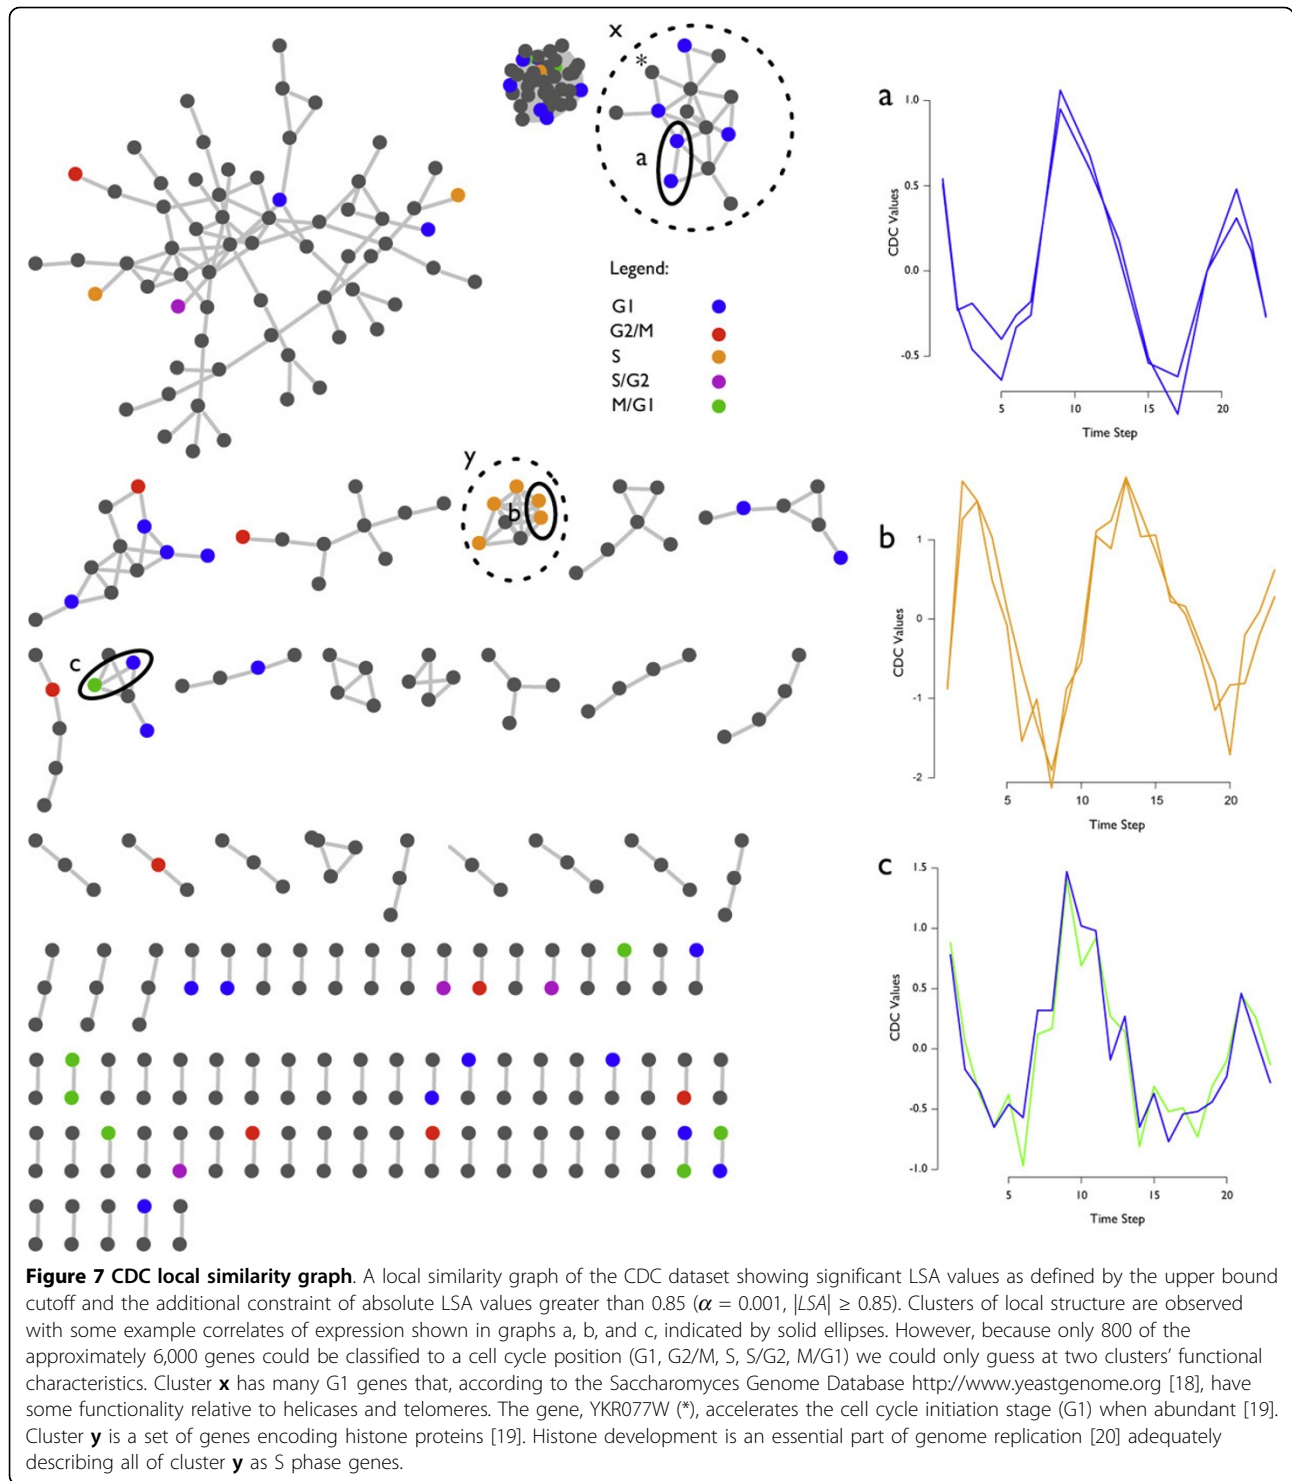 x
*
a
Legend:
G1
G2/M
S
S/G2
M/G1
y
b
c
a
1.0
0.5
0.0
-0.5
CDC Values
5 10 15 20
Time Step
b
1
0
-1
-2
CDC Values
5 10 15 20
Time Step
c
1.5
1.0
0.5
0.0
-0.5
-1.0
CDC Values
5 10 15 20
Time Step
Figure 7 CDC local similarity graph. A local similarity graph of the CDC dataset showing significant LSA values as defined by the upper bound
cutoff and the additional constraint of absolute LSA values greater than 0.85 (α = 0.001, |LSA| ≥ 0.85). Clusters of local structure are observed
with some example correlates of expression shown in graphs a, b, and c, indicated by solid ellipses. However, because only 800 of the
approximately 6,000 genes could be classified to a cell cycle position (G1, G2/M, S, S/G2, M/G1) we could only guess at two clusters' functional
characteristics. Cluster x has many G1 genes that, according to the Saccharomyces Genome Database http://www.yeastgenome.org [18], have
some functionality relative to helicases and telomeres. The gene, YKR077W (*), accelerates the cell cycle initiation stage (G1) when abundant [19].
Cluster y is a set of genes encoding histone proteins [19]. Histone development is an essential part of genome replication [20] adequately
describing all of cluster y as S phase genes.